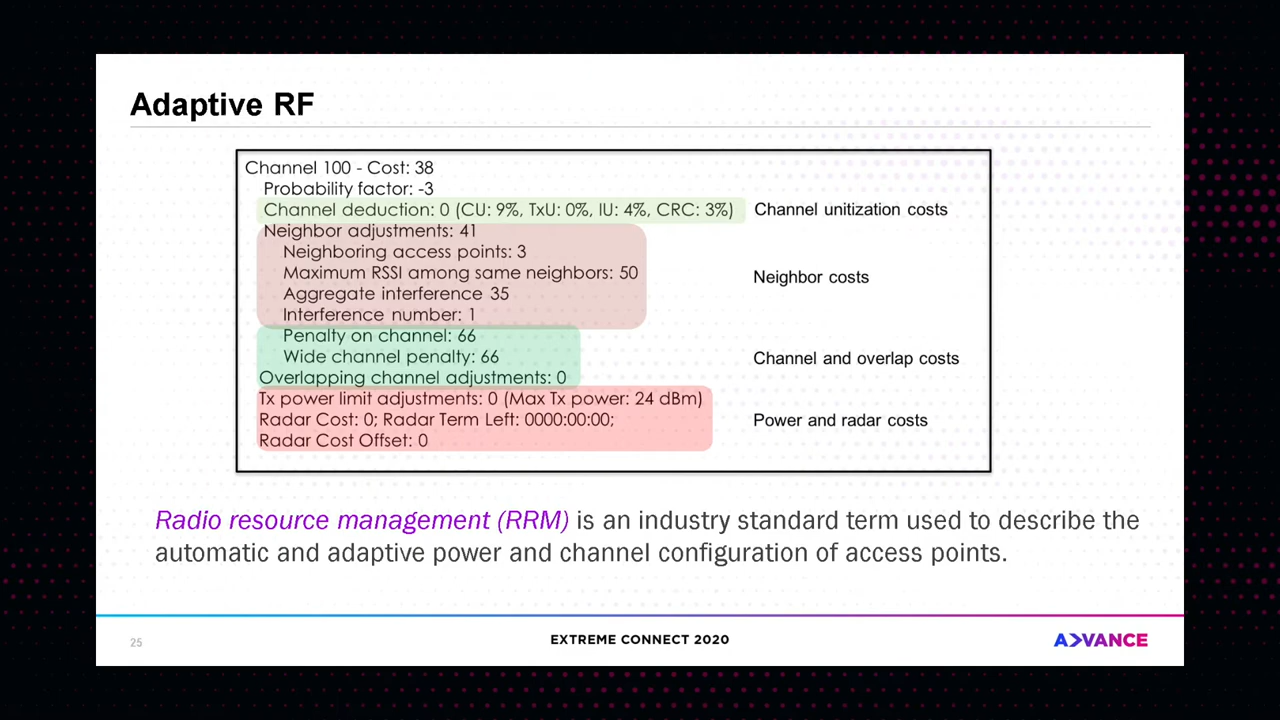 Adaptive RF
Channel 100 - Cost: 38
Probability factor: -3
Channel deduction: 0 (CU: 9%, TxU: 0%, IU: 4%, CRC: 3%)
Channel unitization costs
Neighbor adjustments: 41
Neighboring access points: 3
Maximum RSSI among same neighbors: 50
Aggregate interference 35
Interference number: 1
Neighbor costs
Penalty on channel: 66
Wide channel penalty: 66
Overlapping channel adjustments: 0
Channel and overlap costs
Tx power limit adjustments: 0 (Max Tx power: 24 dBm)
Radar Cost: 0; Radar Term Left: 0000:00:00;
Radar Cost Offset: 0
Power and radar costs
Radio resource management (RRM) is an industry standard term used to describe the
automatic and adaptive power and channel configuration of access points.
25
EXTREME CONNECT 2020
ADVANCE